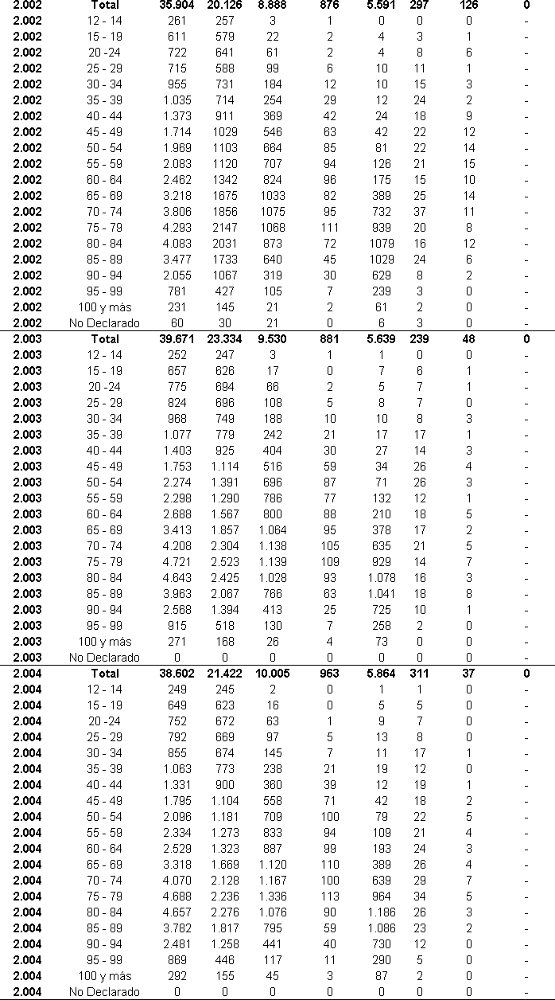 2.002 Total 35.904 20.126 8.888 876 5.591 297 126 0
2.002 12 - 14 261 257 3 1 0 0 0 -
2.002 15 - 19 611 579 22 2 4 3 1 -
2.002 20 -24 722 641 61 2 4 8 6 -
2.002 25 - 29 715 588 99 6 10 11 1 -
2.002 30 - 34 955 731 184 12 10 15 3 -
2.002 35 - 39 1.035 714 254 29 12 24 2 -
2.002 40 - 44 1.373 911 369 42 24 18 9 -
2.002 45 - 49 1.714 1029 546 63 42 22 12 -
2.002 50 - 54 1.969 1103 664 85 81 22 14 -
2.002 55 - 59 2.083 1120 707 94 126 21 15 -
2.002 60 - 64 2.462 1342 824 96 175 15 10 -
2.002 65 - 69 3.218 1675 1033 82 389 25 14 -
2.002 70 - 74 3.806 1856 1075 95 732 37 11 -
2.002 75 - 79 4.293 2147 1068 111 939 20 8 -
2.002 80 - 84 4.083 2031 873 72 1079 16 12 -
2.002 85 - 89 3.477 1733 640 45 1029 24 6 -
2.002 90 - 94 2.055 1067 319 30 629 8 2 -
2.002 95 - 99 781 427 105 7 239 3 0 -
2.002 100 y más 231 145 21 2 61 2 0 -
2.002 No Declarado 60 30 21 0 6 3 0 -
2.003 Total 39.671 23.334 9.530 881 5.639 239 48 0
2.003 12 - 14 252 247 3 1 1 0 0 -
2.003 15 - 19 657 626 17 0 7 6 1 -
2.003 20 -24 775 694 66 2 5 7 1 -
2.003 25 - 29 824 696 108 5 8 7 0 -
2.003 30 - 34 968 749 188 10 10 8 3 -
2.003 35 - 39 1.077 779 242 21 17 17 1 -
2.003 40 - 44 1.403 925 404 30 27 14 3 -
2.003 45 - 49 1.753 1.114 516 59 34 26 4 -
2.003 50 - 54 2.274 1.391 696 87 71 26 3 -
2.003 55 - 59 2.298 1.290 786 77 132 12 1 -
2.003 60 - 64 2.688 1.567 800 88 210 18 5 -
2.003 65 - 69 3.413 1.857 1.064 95 378 17 2 -
2.003 70 - 74 4.208 2.304 1.138 105 635 21 5 -
2.003 75 - 79 4.721 2.523 1.139 109 929 14 7 -
2.003 80 - 84 4.643 2.425 1.028 93 1.078 16 3 -
2.003 85 - 89 3.963 2.067 766 63 1.041 18 8 -
2.003 90 - 94 2.568 1.394 413 25 725 10 1 -
2.003 95 - 99 915 518 130 7 258 2 0 -
2.003 100 y más 271 168 26 4 73 0 0 -
2.003 No Declarado 0 0 0 0 0 0 0 -
2.004 Total 38.602 21.422 10.005 963 5.864 311 37 0
2.004 12 - 14 249 245 2 0 1 1 0 -
2.004 15 - 19 649 623 16 0 5 5 0 -
2.004 20 -24 752 672 63 1 9 7 0 -
2.004 25 - 29 792 669 97 5 13 8 0 -
2.004 30 - 34 855 674 145 7 11 17 1 -
2.004 35 - 39 1.063 773 238 21 19 12 0 -
2.004 40 - 44 1.331 900 360 39 12 19 1 -
2.004 45 - 49 1.795 1.104 558 71 42 18 2 -
2.004 50 - 54 2.096 1.181 709 100 79 22 5 -
2.004 55 - 59 2.334 1.273 833 94 109 21 4 -
2.004 60 - 64 2.529 1.323 887 99 193 24 3 -
2.004 65 - 69 3.318 1.669 1.120 110 389 26 4 -
2.004 70 - 74 4.070 2.128 1.167 100 639 29 7 -
2.004 75 - 79 4.688 2.236 1.336 113 964 34 5 -
2.004 80 - 84 4.657 2.276 1.076 90 1.186 26 3 -
2.004 85 - 89 3.782 1.817 795 59 1.086 23 2 -
2.004 90 - 94 2.481 1.258 441 40 730 12 0 -
2.004 95 - 99 869 446 117 11 290 5 0 -
2.004 100 y más 292 155 45 3 87 2 0 -
2.004 No Declarado 0 0 0 0 0 0 0 -